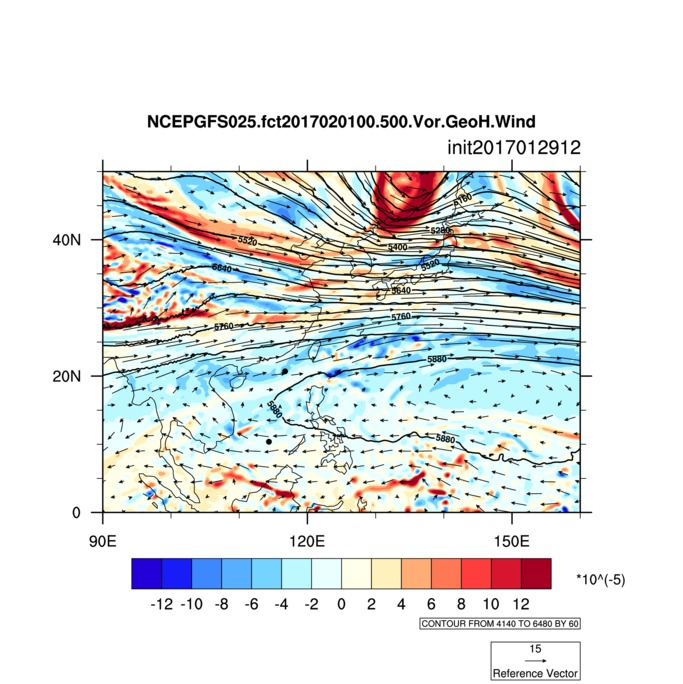 NCEPGFS025.fct2017020100.500.Vor.GeoH.Wind
init2017012912
5160
5280
5400
5520
5520
5640
5640
5760
5760
5880
5880
5880
40N
20N
0
90E 120E 150E
-12 -10 -8 -6 -4 -2 0 2 4 6 8 10 12
*10^(-5)
CONTOUR FROM 4140 TO 6480 BY 60
15
Reference Vector